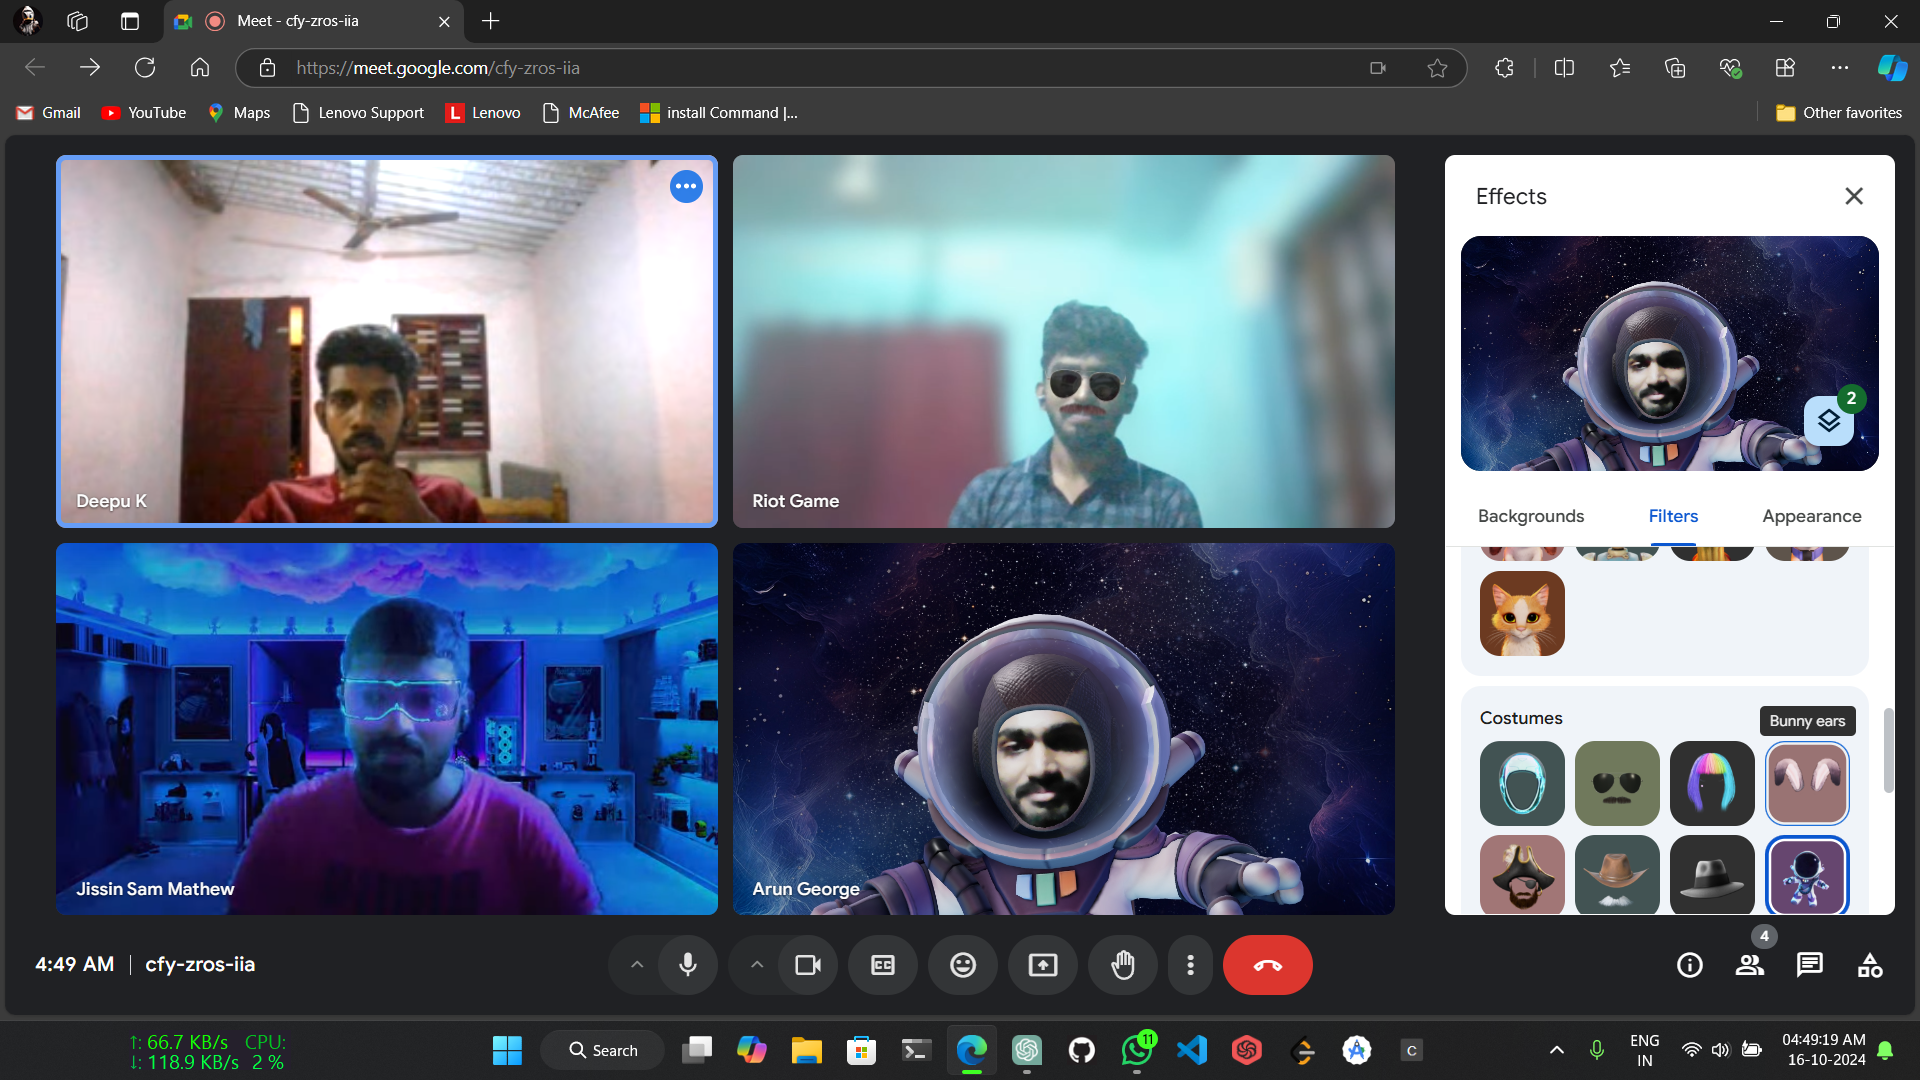 Meet - cfy-zros-iia
https://meet.google.com/cfy-zros-iia
Gmail
YouTube
Maps
Lenovo Support
L Lenovo
McAfee
install Command |...
Other favorites
Deepu K
Riot Game
Effects
2
Backgrounds
Filters
Appearance
Costumes
Bunny ears
Jissin Sam Mathew
Arun George
4:49 AM | cfy-zros-iia
CC
4
↑: 66.7 KB/s CPU:
↓: 118.9 KB/s 2 %
Search
11
C
ENG
IN
04:49:19 AM
16-10-2024